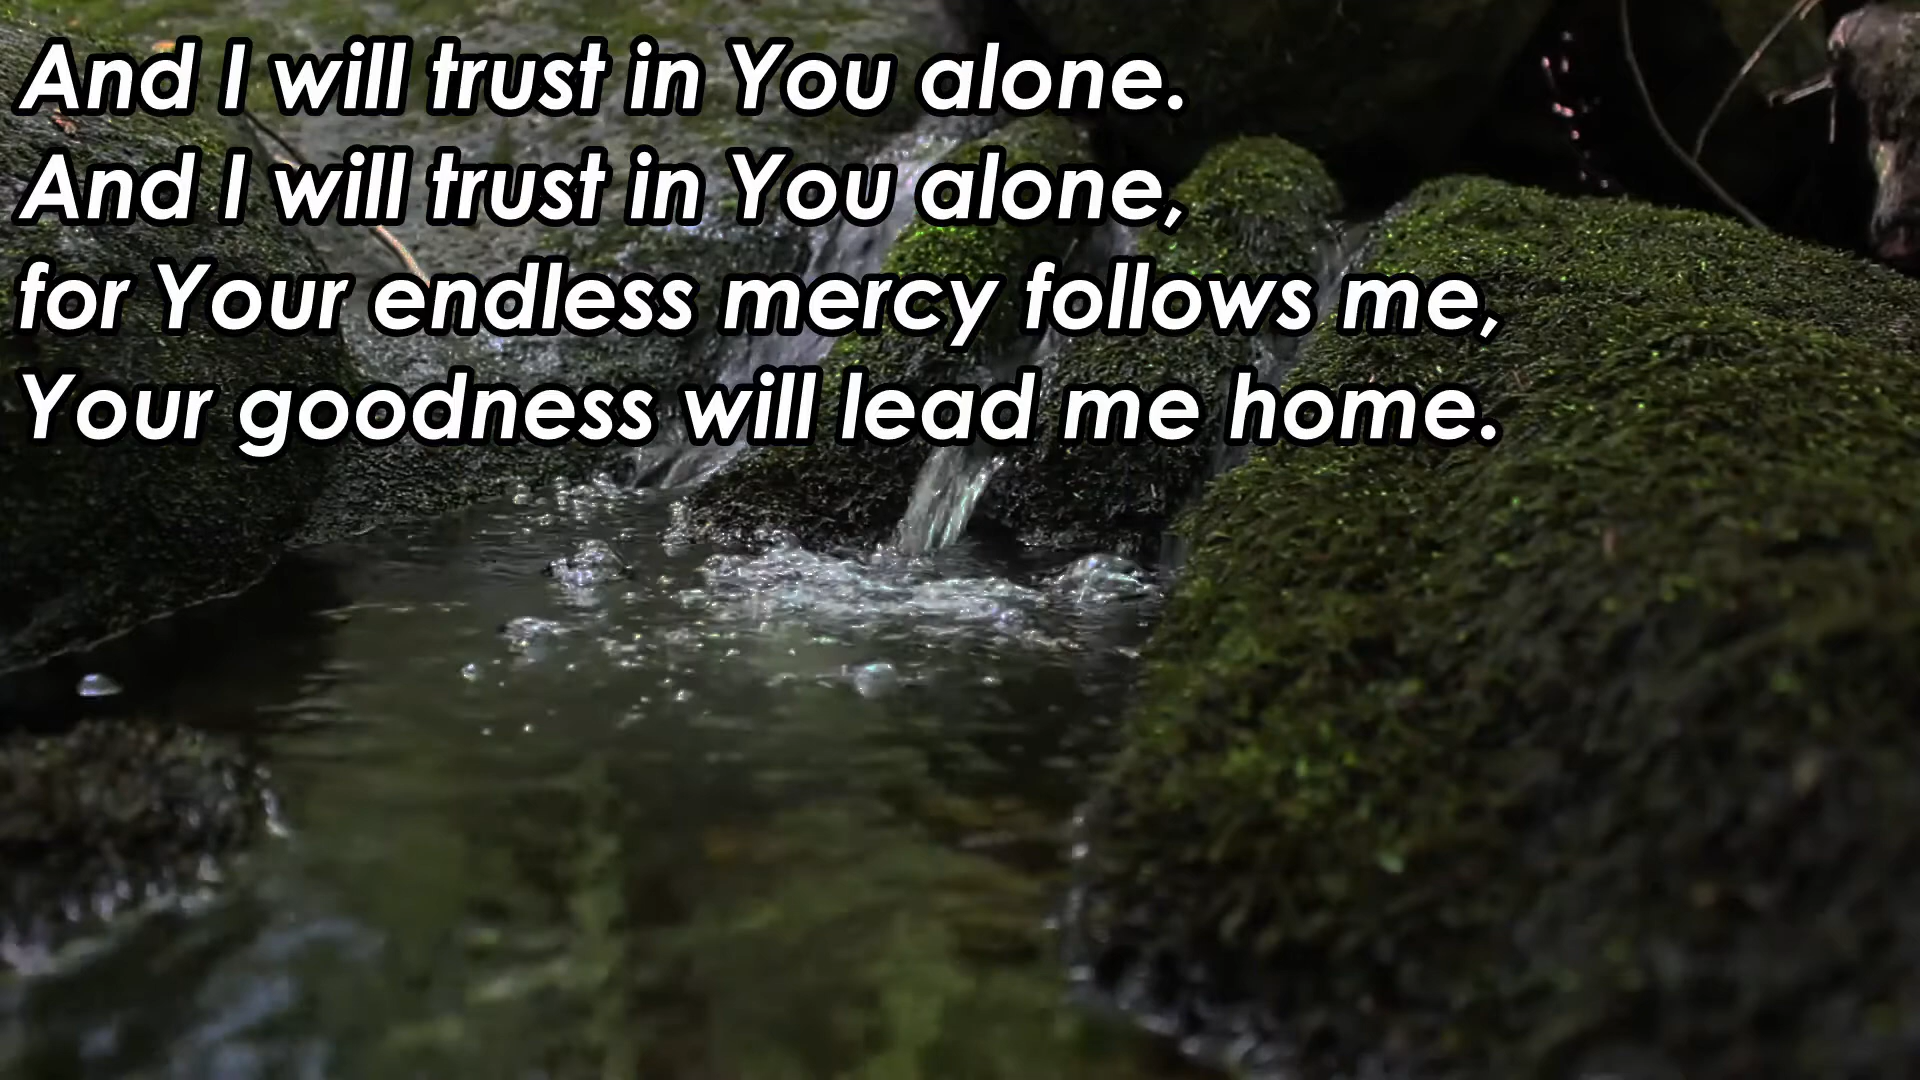 And I will trust in You alone.
And I will trust in You alone,
for Your endless mercy follows me,
Your goodness will lead me home.